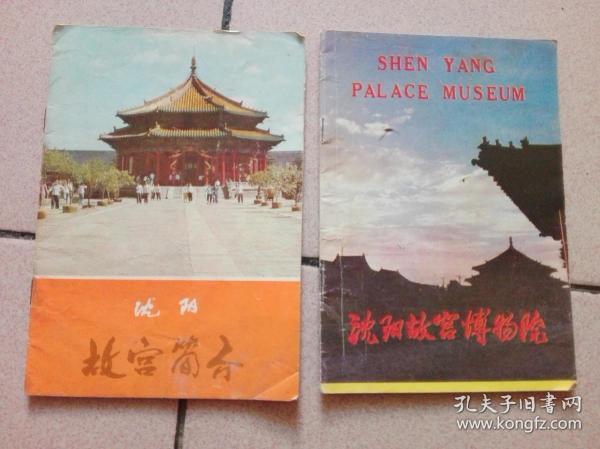 沈阳
故宫简介
SHEN YANG
PALACE MUSEUM
沈阳故宫博物院
孔夫子旧書网
www.kongfz.com